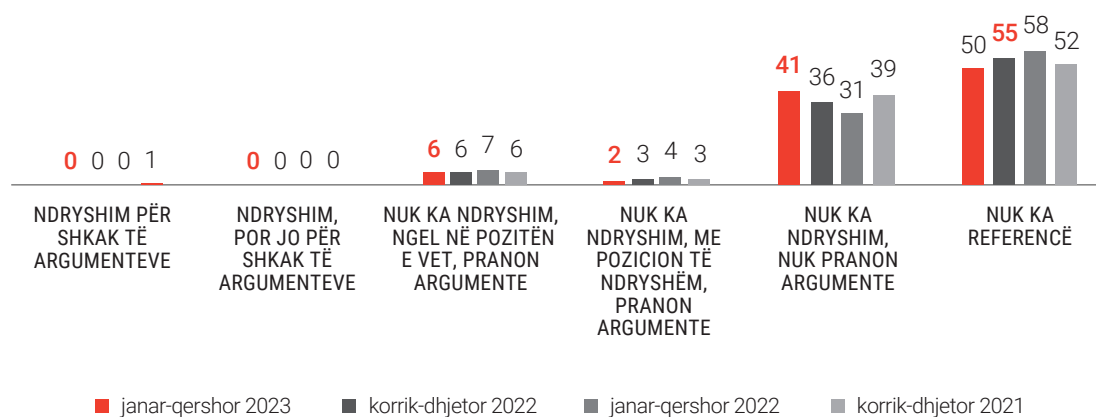 0 0 0 1
0 0 0 0
6 6 7 6
2 3 4 3
41 36 31 39
50 55 58 52
NDRYSHIM PËR
SHKAK TË
ARGUMENTEVE
NDRYSHIM,
POR JO PËR
SHKAK TË
ARGUMENTEVE
NUK KA NDRYSHIM,
NGEL NË POZITËN
E VET, PRANON
ARGUMENTE
NUK KA
NDRYSHIM, ME
POZICION TË
NDRYSHËM,
PRANON
ARGUMENTE
NUK KA
NDRYSHIM,
NUK PRANON
ARGUMENTE
NUK KA
REFERENCË
janar-qershor 2023 korrik-dhjetor 2022 janar-qershor 2022 korrik-dhjetor 2021